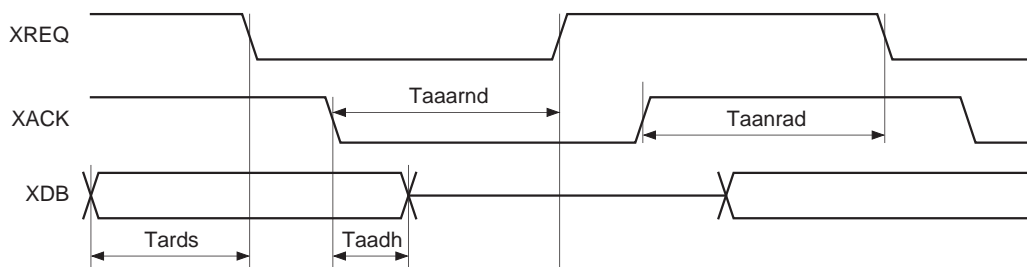 XREQ
Taaarnd
XACK
Taanrad
XDB
Tards
Taadh